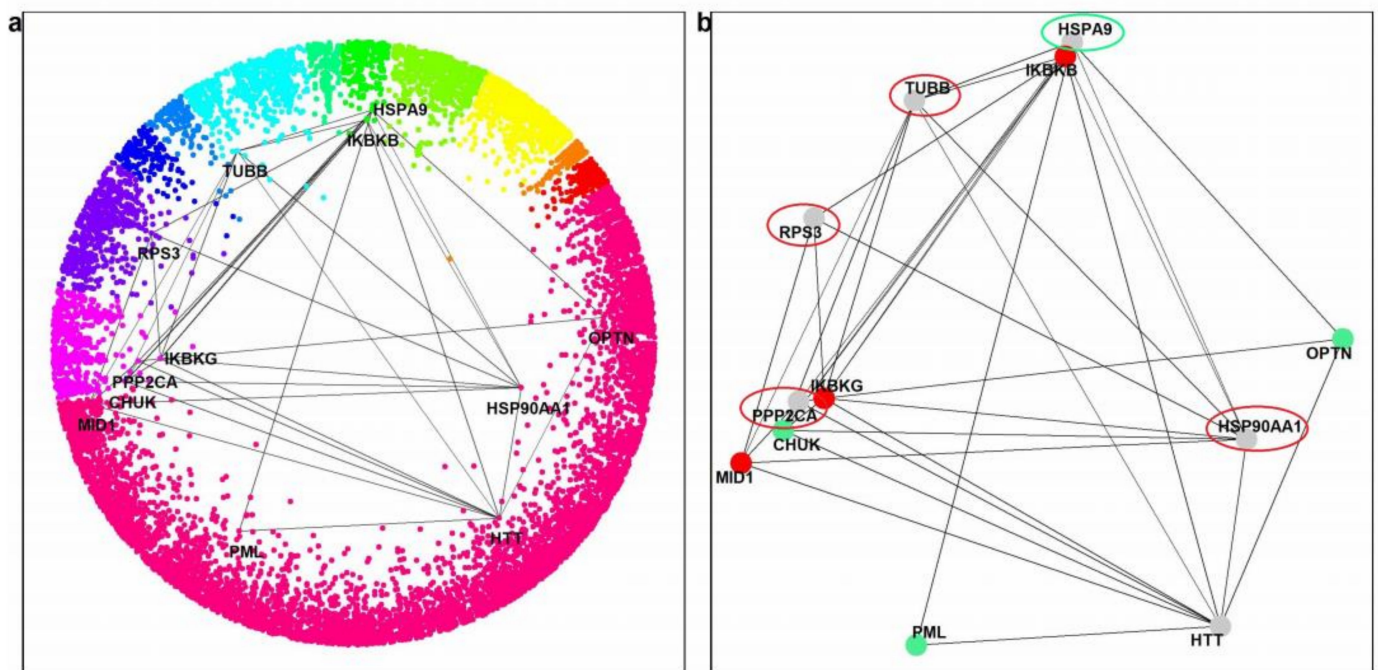 a
HSPA9
IKBKB
TUBB
RPS3
OPTN
IKBKG
PPP2CA
CHUK
HSP90AA1
MID1
HTT
PML
b
HSPA9
IKBKB
TUBB
RPS3
OPTN
IKBKG
PPP2CA
HSP90AA1
CHUK
MID1
PML
HTT